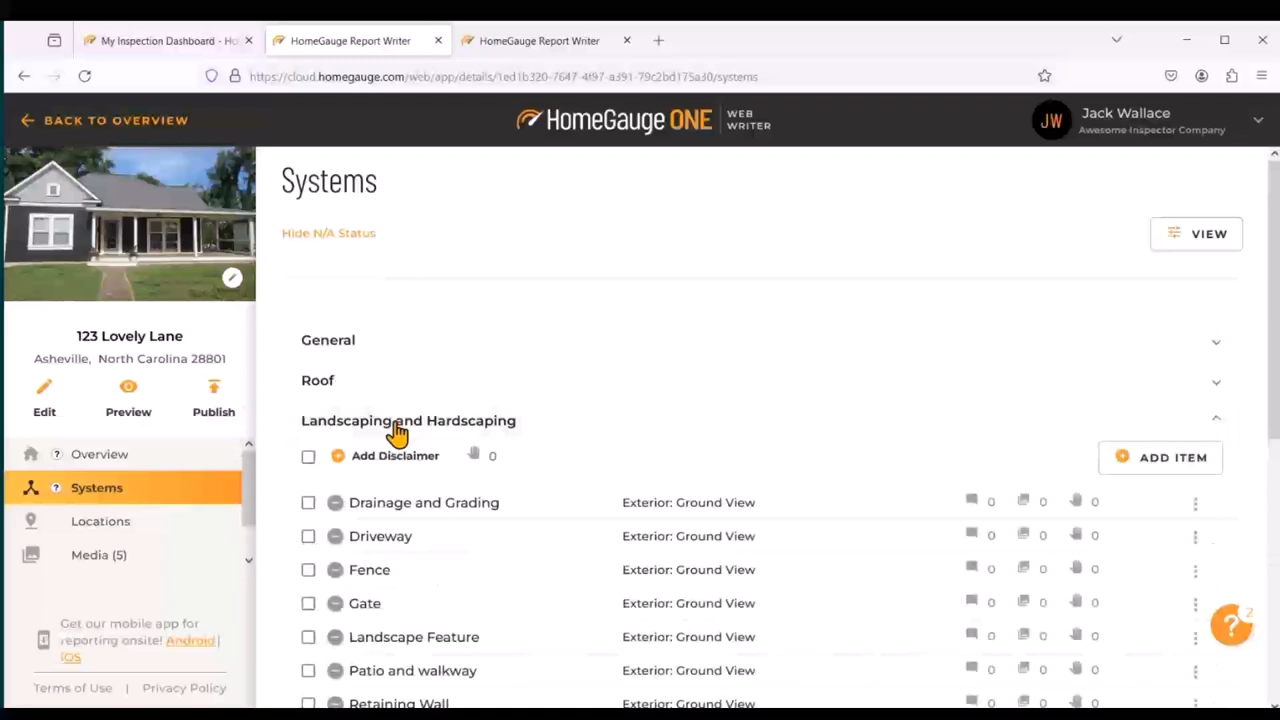 My Inspection Dashboard - Ho
HomeGauge Report Writer
HomeGauge Report Writer
https://cloud.homegauge.com/web/app/details/1ed1b320-7647-4f97-a391-79c2bd175a30/systems
BACK TO OVERVIEW
HomeGauge ONE
WEB
WRITER
JW
Jack Wallace
Awesome Inspector Company
123 Lovely Lane
Asheville, North Carolina 28801
Edit
Preview
Publish
? Overview
? Systems
Locations
Media (5)
Get our mobile app for
reporting onsite! Android |
iOS
Terms of Use | Privacy Policy
Systems
Hide N/A Status
VIEW
General
Roof
Landscaping and Hardscaping
Add Disclaimer 0
ADD ITEM
Drainage and Grading Exterior: Ground View 0 0 0
Driveway Exterior: Ground View 0 0 0
Fence Exterior: Ground View 0 0 0
Gate Exterior: Ground View 0 0 0
Landscape Feature Exterior: Ground View 0 0 0
Patio and walkway Exterior: Ground View 0 0 0
Retaining Wall Exterior: Ground View 0 0 0
? 2